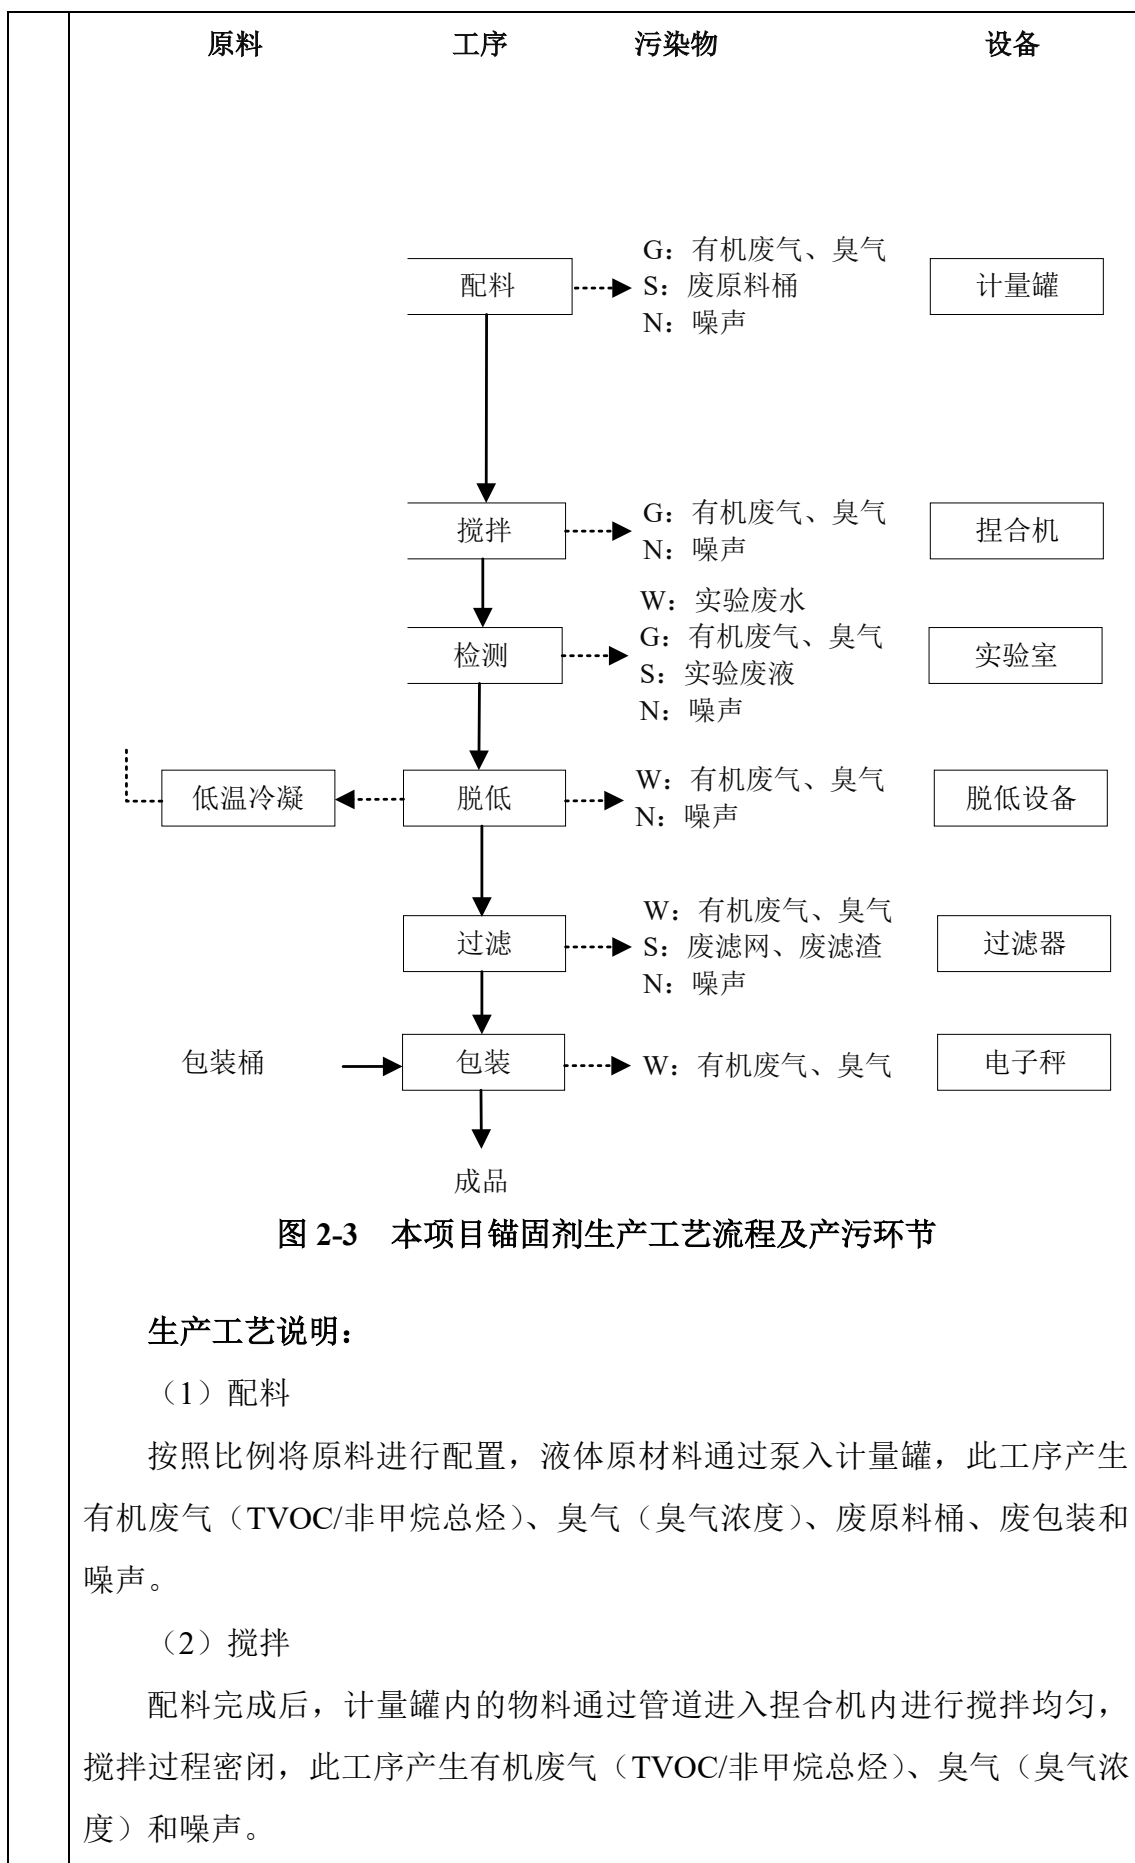 原料 工序 污染物 设备
G：有机废气、臭气
配料 S：废原料桶 计量罐
N：噪声
G：有机废气、臭气
搅拌 捏合机
N：噪声
W：实验废水
G：有机废气、臭气
检测 实验室
S：实验废液
N：噪声
W：有机废气、臭气
低温冷凝 脱低 脱低设备
N：噪声
W：有机废气、臭气
过滤 S：废滤网、废滤渣 过滤器
N：噪声
包装桶 包装 W：有机废气、臭气 电子秤
成品
图 2-3 本项目锚固剂生产工艺流程及产污环节
生产工艺说明：
（1）配料
按照比例将原料进行配置，液体原材料通过泵入计量罐，此工序产生
有机废气（TVOC/非甲烷总烃）、臭气（臭气浓度）、废原料桶、废包装和
噪声。
（2）搅拌
配料完成后，计量罐内的物料通过管道进入捏合机内进行搅拌均匀，
搅拌过程密闭，此工序产生有机废气（TVOC/非甲烷总烃）、臭气（臭气浓
度）和噪声。